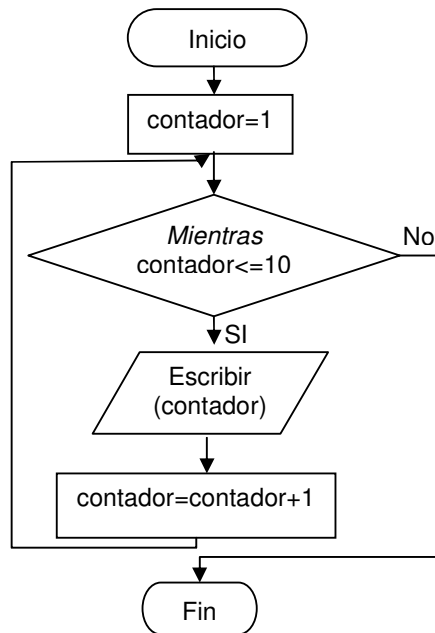 Inicio
contador=1
Mientras
contador<=10
No
SI
Escribir
(contador)
contador=contador+1
Fin